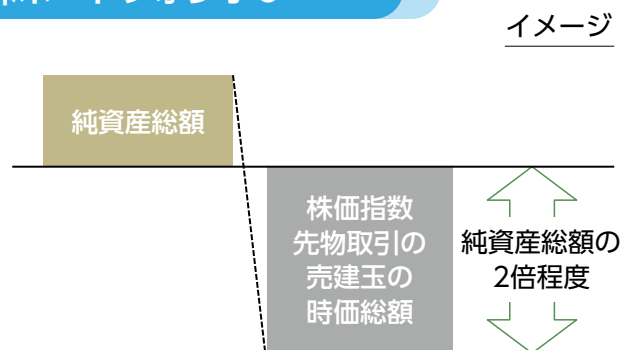 イメージ
純資産総額
株価指数
先物取引の
売建玉の
時価総額
純資産総額の
2倍程度